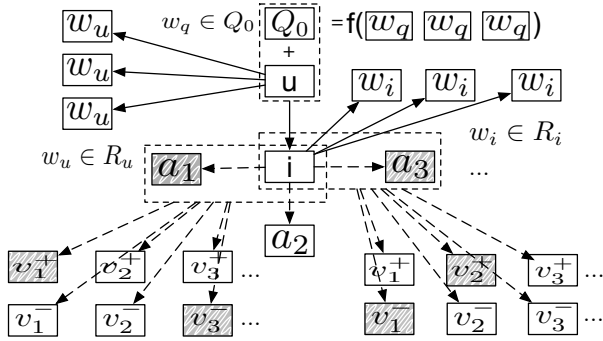 w_u w_q ∈ Q_0 Q_0 =f( w_q w_q w_q )
+
w_u u w_i w_i w_i
w_u
w_u ∈ R_u a_1 i a_3 w_i ∈ R_i
...
a_2
v_1^+ v_2^+ v_3^+ ... v_1^+ v_2^+ v_3^+ ...
v_1^- v_2^- v_3^- ... v_1^- v_2^- v_3^- ...